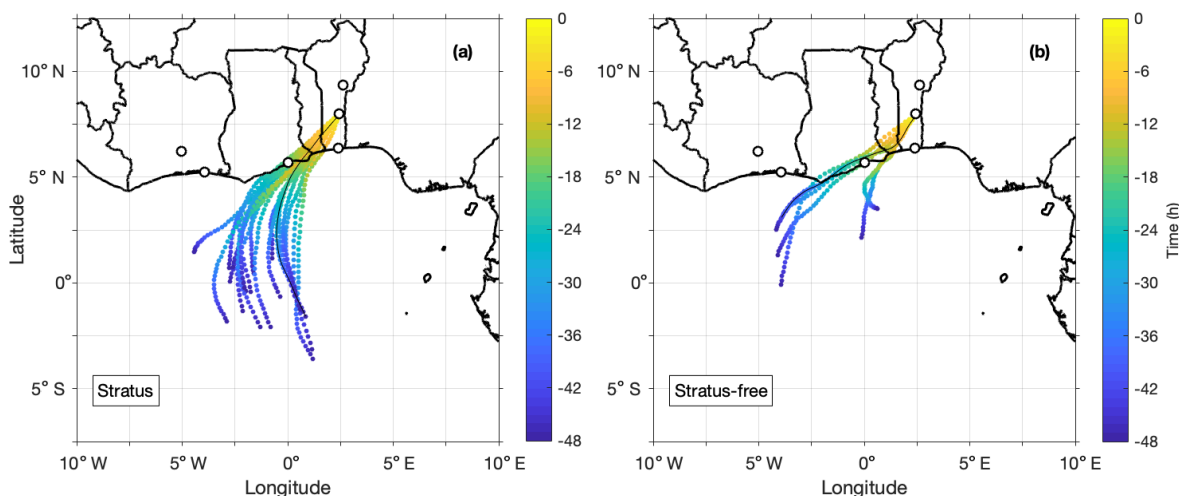 (a)
10° N
5° N
0°
5° S
Latitude
Stratus
10° W
5° W
0°
5° E
10° E
Longitude
0
-6
-12
-18
-24
-30
-36
-42
-48
(b)
10° N
5° N
0°
5° S
Stratus-free
10° W
5° W
0°
5° E
10° E
Longitude
0
-6
-12
-18
-24
-30
-36
-42
-48
Time (h)